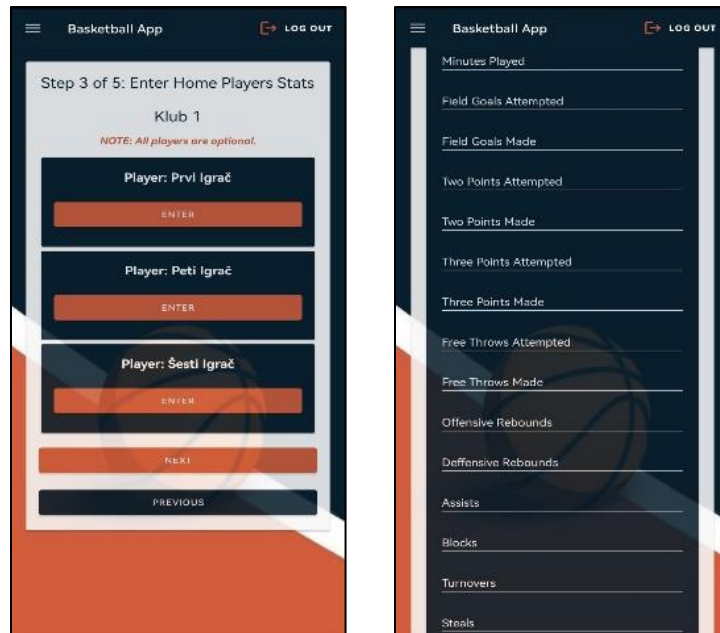 Basketball App
LOG OUT
Step 3 of 5: Enter Home Players Stats
Klub 1
NOTE: All players are optional.
Player: Prvi Igrač
ENTER
Player: Peti Igrač
ENTER
Player: Šesti Igrač
ENTER
NEXT
PREVIOUS
Basketball App
LOG OUT
Minutes Played
Field Goals Attempted
Field Goals Made
Two Points Attempted
Two Points Made
Three Points Attempted
Three Points Made
Free Throws Attempted
Free Throws Made
Offensive Rebounds
Deffensive Rebounds
Assists
Blocks
Turnovers
Steals